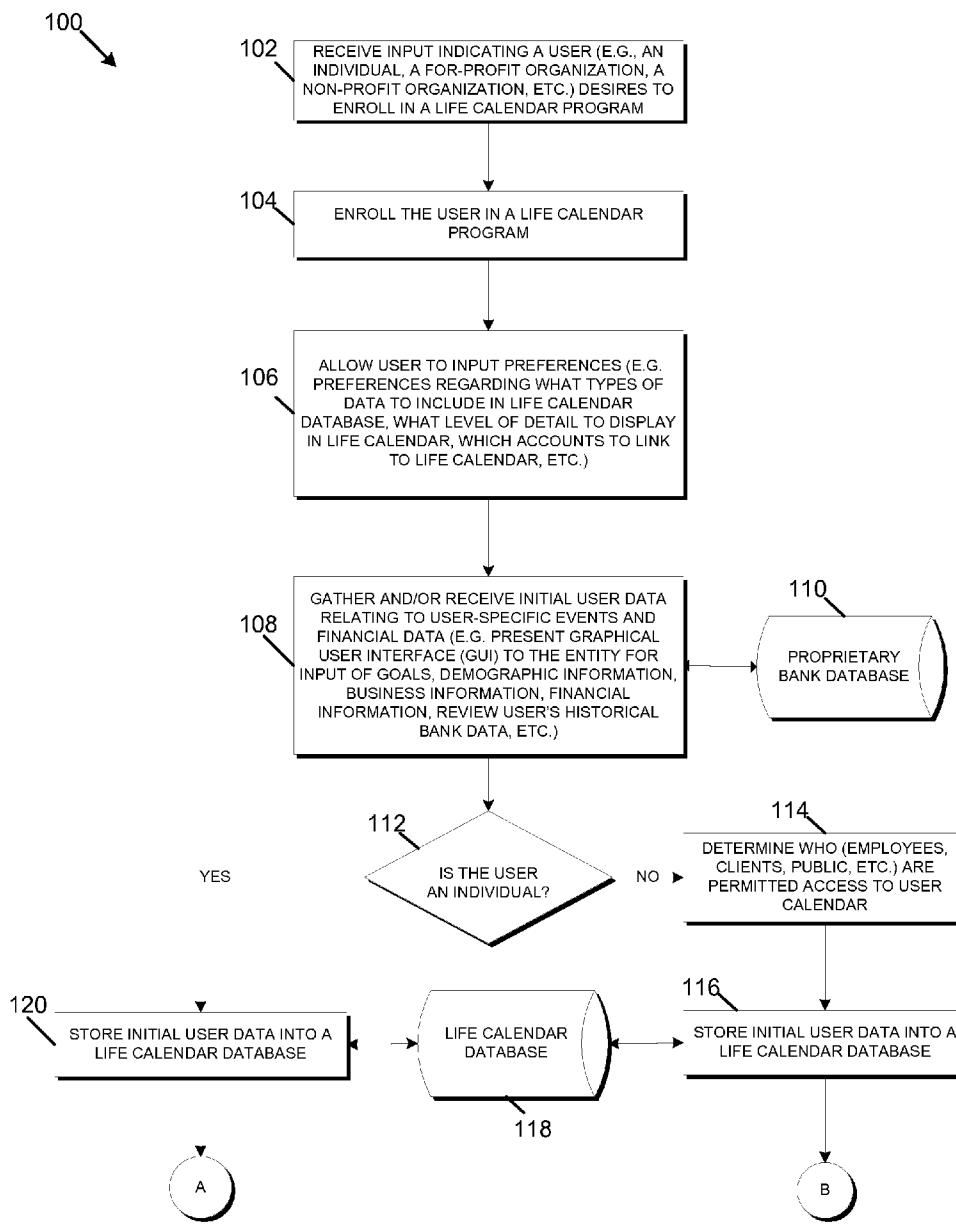 100
102
RECEIVE INPUT INDICATING A USER (E.G., AN
INDIVIDUAL, A FOR-PROFIT ORGANIZATION, A
NON-PROFIT ORGANIZATION, ETC.) DESIRES TO
ENROLL IN A LIFE CALENDAR PROGRAM
104
ENROLL THE USER IN A LIFE CALENDAR
PROGRAM
106
ALLOW USER TO INPUT PREFERENCES (E.G.
PREFERENCES REGARDING WHAT TYPES OF
DATA TO INCLUDE IN LIFE CALENDAR
DATABASE, WHAT LEVEL OF DETAIL TO DISPLAY
IN LIFE CALENDAR, WHICH ACCOUNTS TO LINK
TO LIFE CALENDAR, ETC.)
108
GATHER AND/OR RECEIVE INITIAL USER DATA
RELATING TO USER-SPECIFIC EVENTS AND
FINANCIAL DATA (E.G. PRESENT GRAPHICAL
USER INTERFACE (GUI) TO THE ENTITY FOR
INPUT OF GOALS, DEMOGRAPHIC INFORMATION,
BUSINESS INFORMATION, FINANCIAL
INFORMATION, REVIEW USER'S HISTORICAL
BANK DATA, ETC.)
110
PROPRIETARY
BANK DATABASE
112
IS THE USER
AN INDIVIDUAL?
YES
NO
114
DETERMINE WHO (EMPLOYEES,
CLIENTS, PUBLIC, ETC.) ARE
PERMITTED ACCESS TO USER
CALENDAR
120
STORE INITIAL USER DATA INTO A
LIFE CALENDAR DATABASE
LIFE CALENDAR
DATABASE
118
116
STORE INITIAL USER DATA INTO A
LIFE CALENDAR DATABASE
A
B